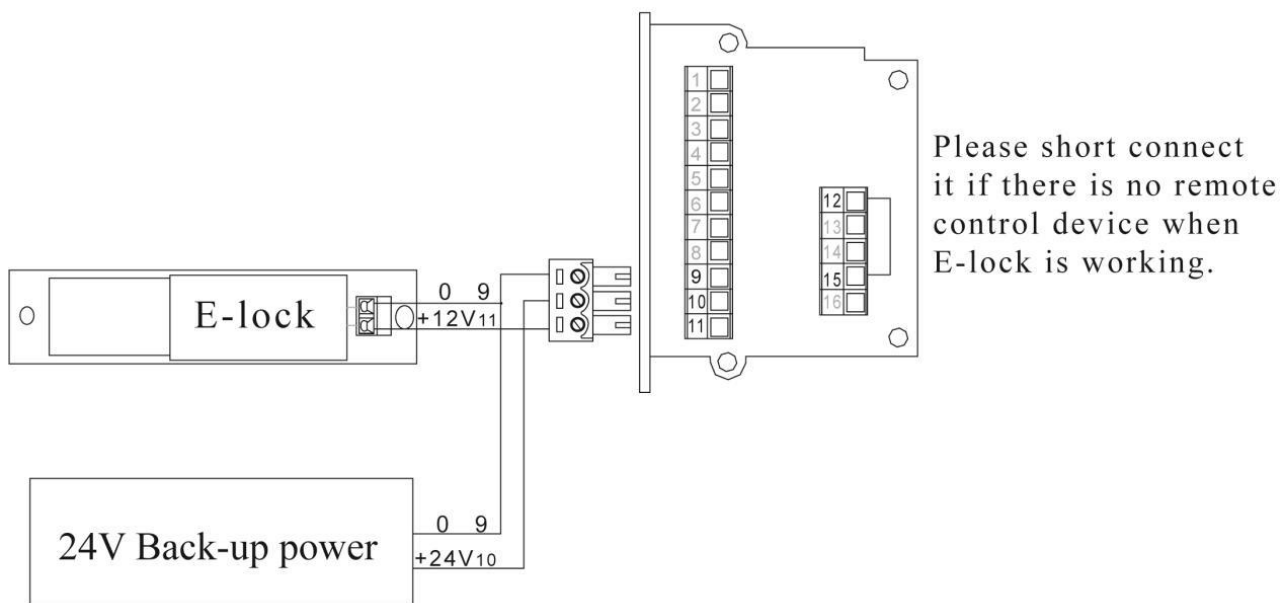 1
2
3
4
5
6
7
8
9
10
11
12
13
14
15
16
Please short connect
it if there is no remote
control device when
E-lock is working.
E-lock
0 9
+12V11
24V Back-up power
0 9
+24V10